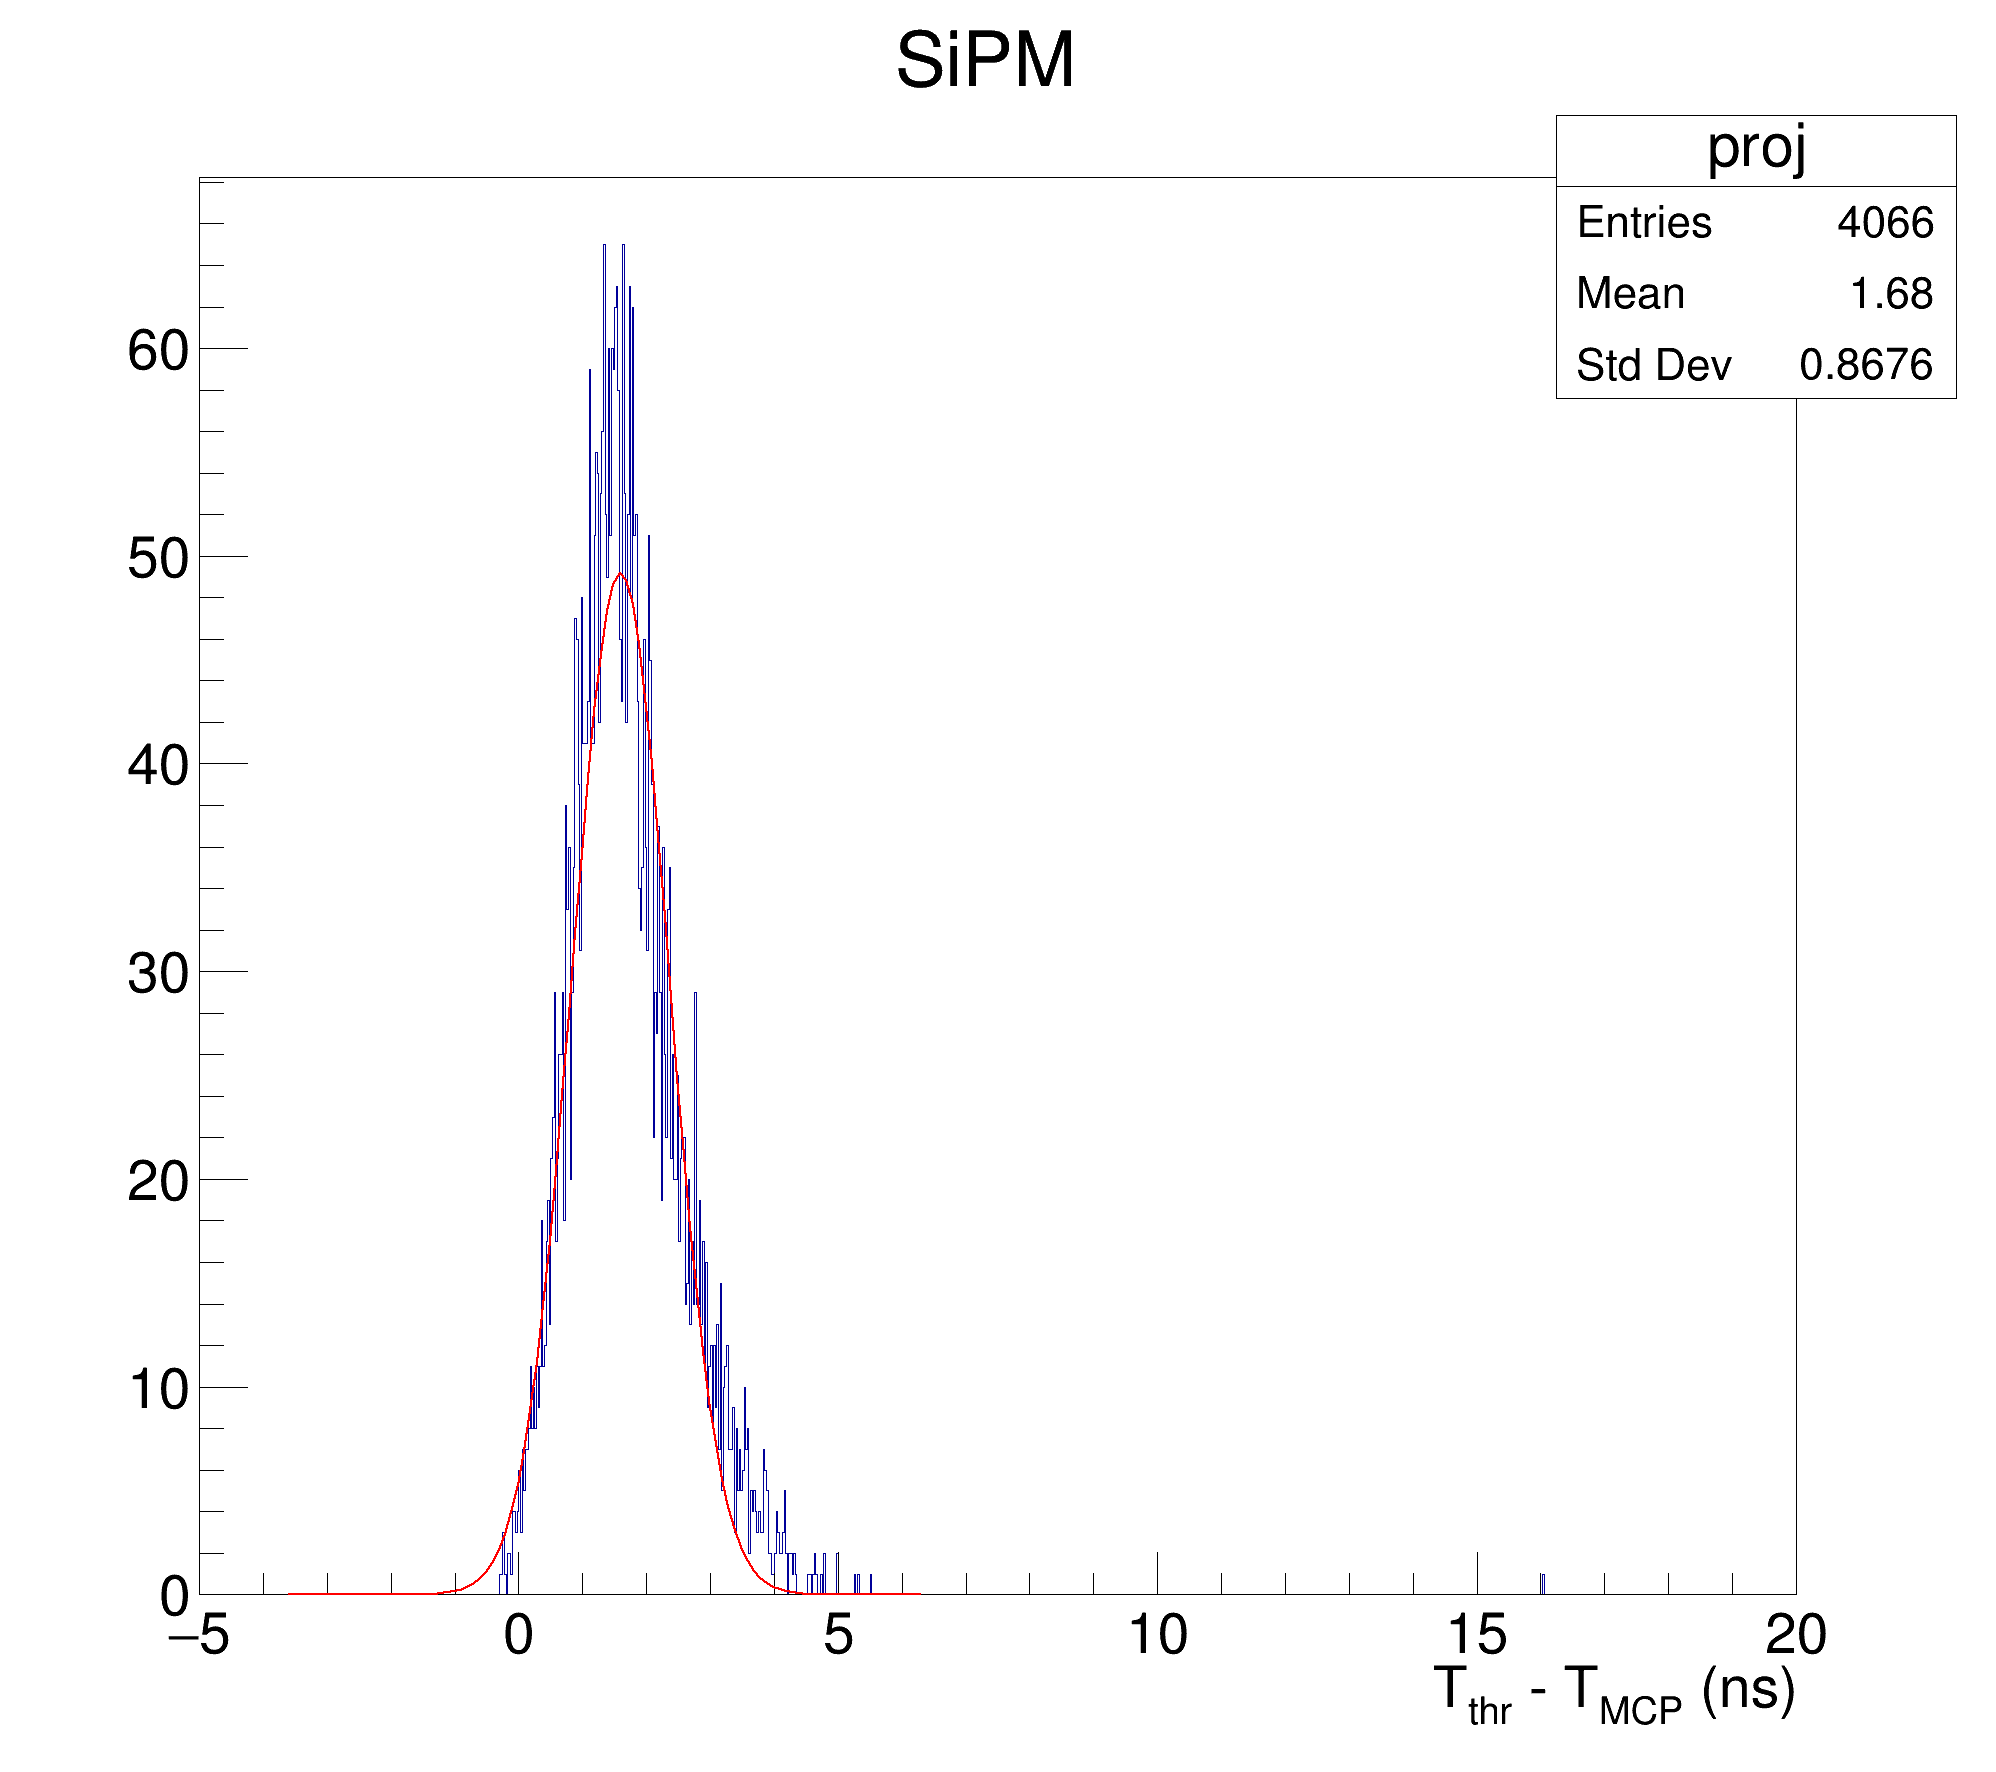 SiPM
proj
Entries 4066
Mean 1.68
Std Dev 0.8676
60
50
40
30
20
10
0
−5 0 5 10 15 20
T_thr - T_MCP (ns)